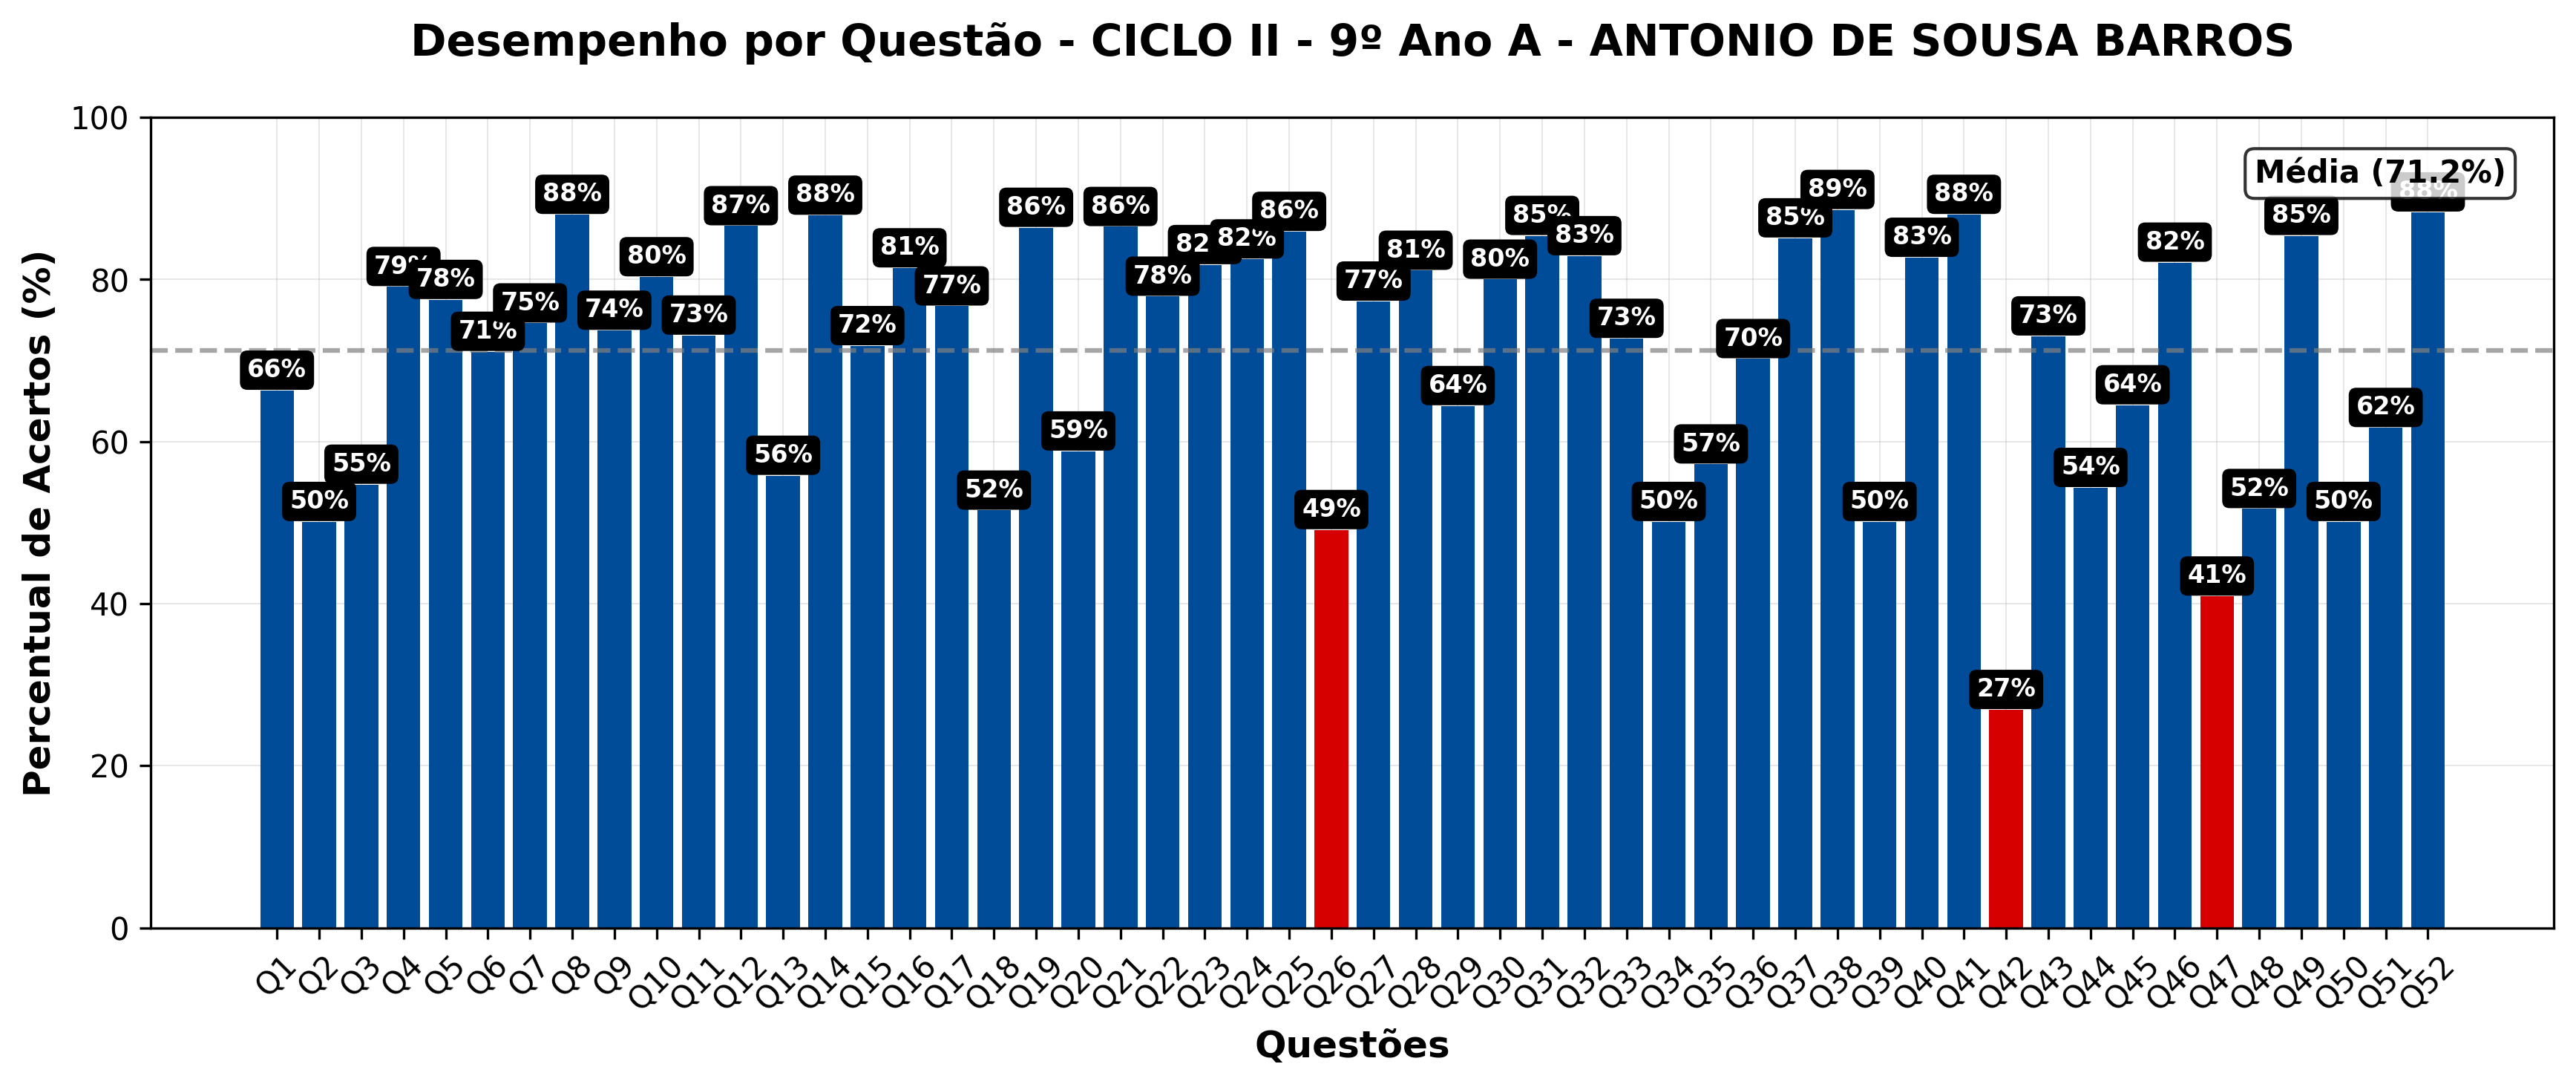 Desempenho por Questão - CICLO II - 9º Ano A - ANTONIO DE SOUSA BARROS
Percentual de Acertos (%)
100
80
60
40
20
0
Média (71.2%)
66%
50%
55%
79%
78%
71%
75%
88%
74%
80%
73%
87%
56%
88%
72%
81%
77%
52%
86%
59%
86%
78%
82
82%
86%
49%
77%
81%
64%
80%
85%
83%
73%
50%
57%
70%
85%
89%
50%
83%
88%
27%
73%
54%
64%
82%
41%
52%
85%
50%
62%
88%
Q1
Q2
Q3
Q4
Q5
Q6
Q7
Q8
Q9
Q10
Q11
Q12
Q13
Q14
Q15
Q16
Q17
Q18
Q19
Q20
Q21
Q22
Q23
Q24
Q25
Q26
Q27
Q28
Q29
Q30
Q31
Q32
Q33
Q34
Q35
Q36
Q37
Q38
Q39
Q40
Q41
Q42
Q43
Q44
Q45
Q46
Q47
Q48
Q49
Q50
Q51
Q52
Questões